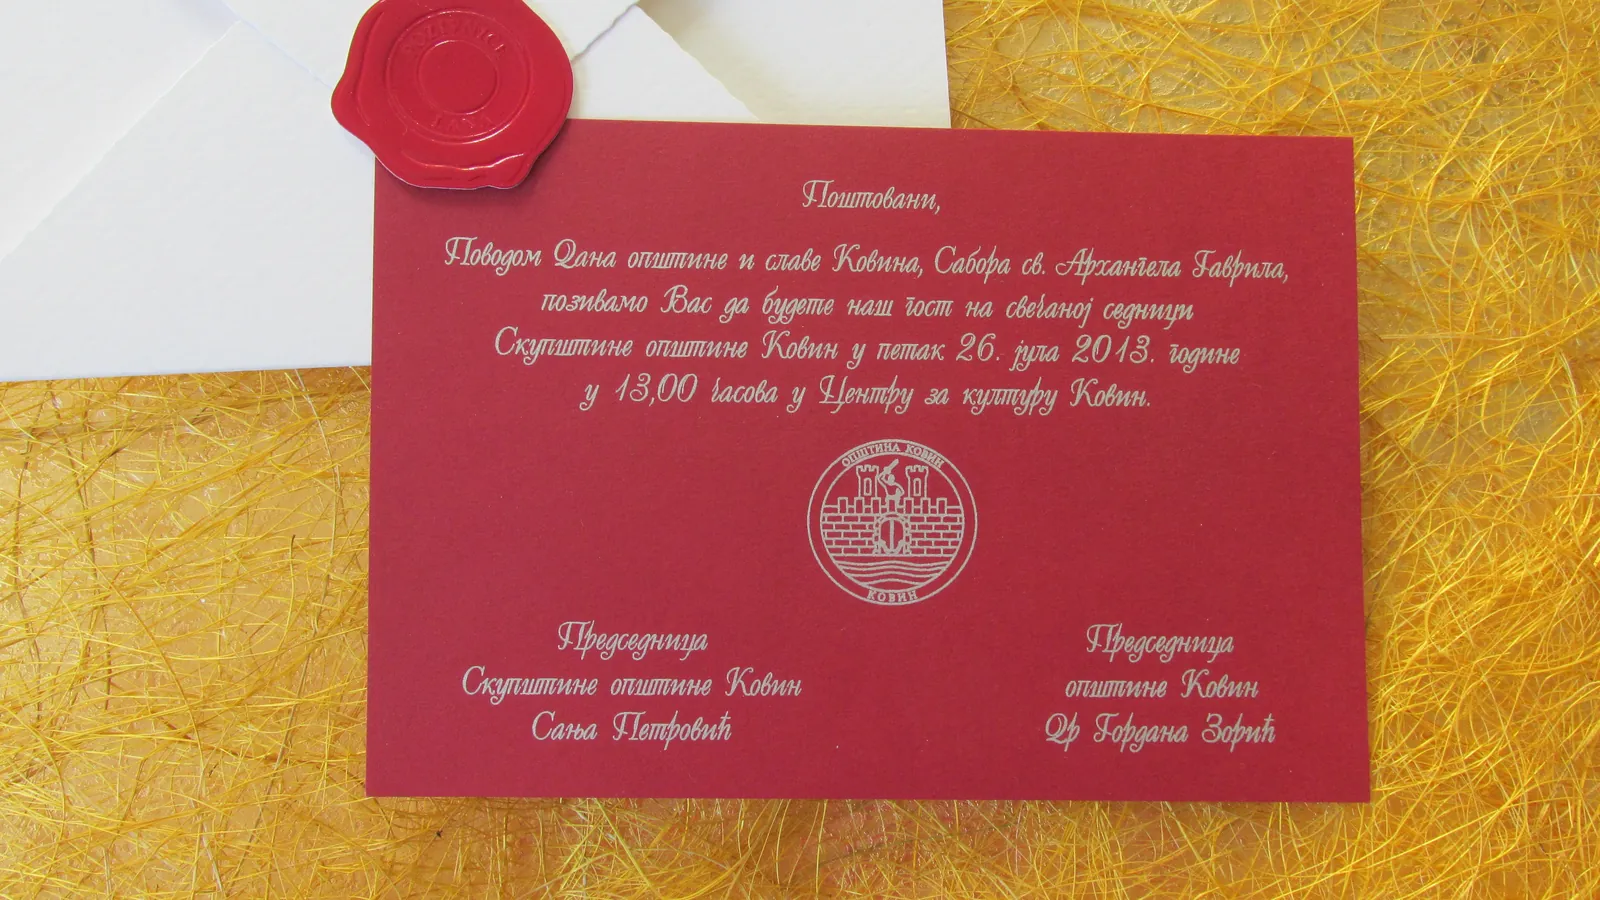 POZIVNICE
Поштовани,
Поводом Дана општине и славе Ковина, Сабора св. Архангела Гаврила,
позивамо Вас да будете наш гост на свечаној седници
Скупштине општине Ковин у петак 26. јула 2013. године
у 13,00 часова у Центру за културу Ковин.
ОПШТИНА КОВИН
КОВИН
Председница
Скупштине општине Ковин
Сања Петровић
Председница
општине Ковин
Др Гордана Зорић